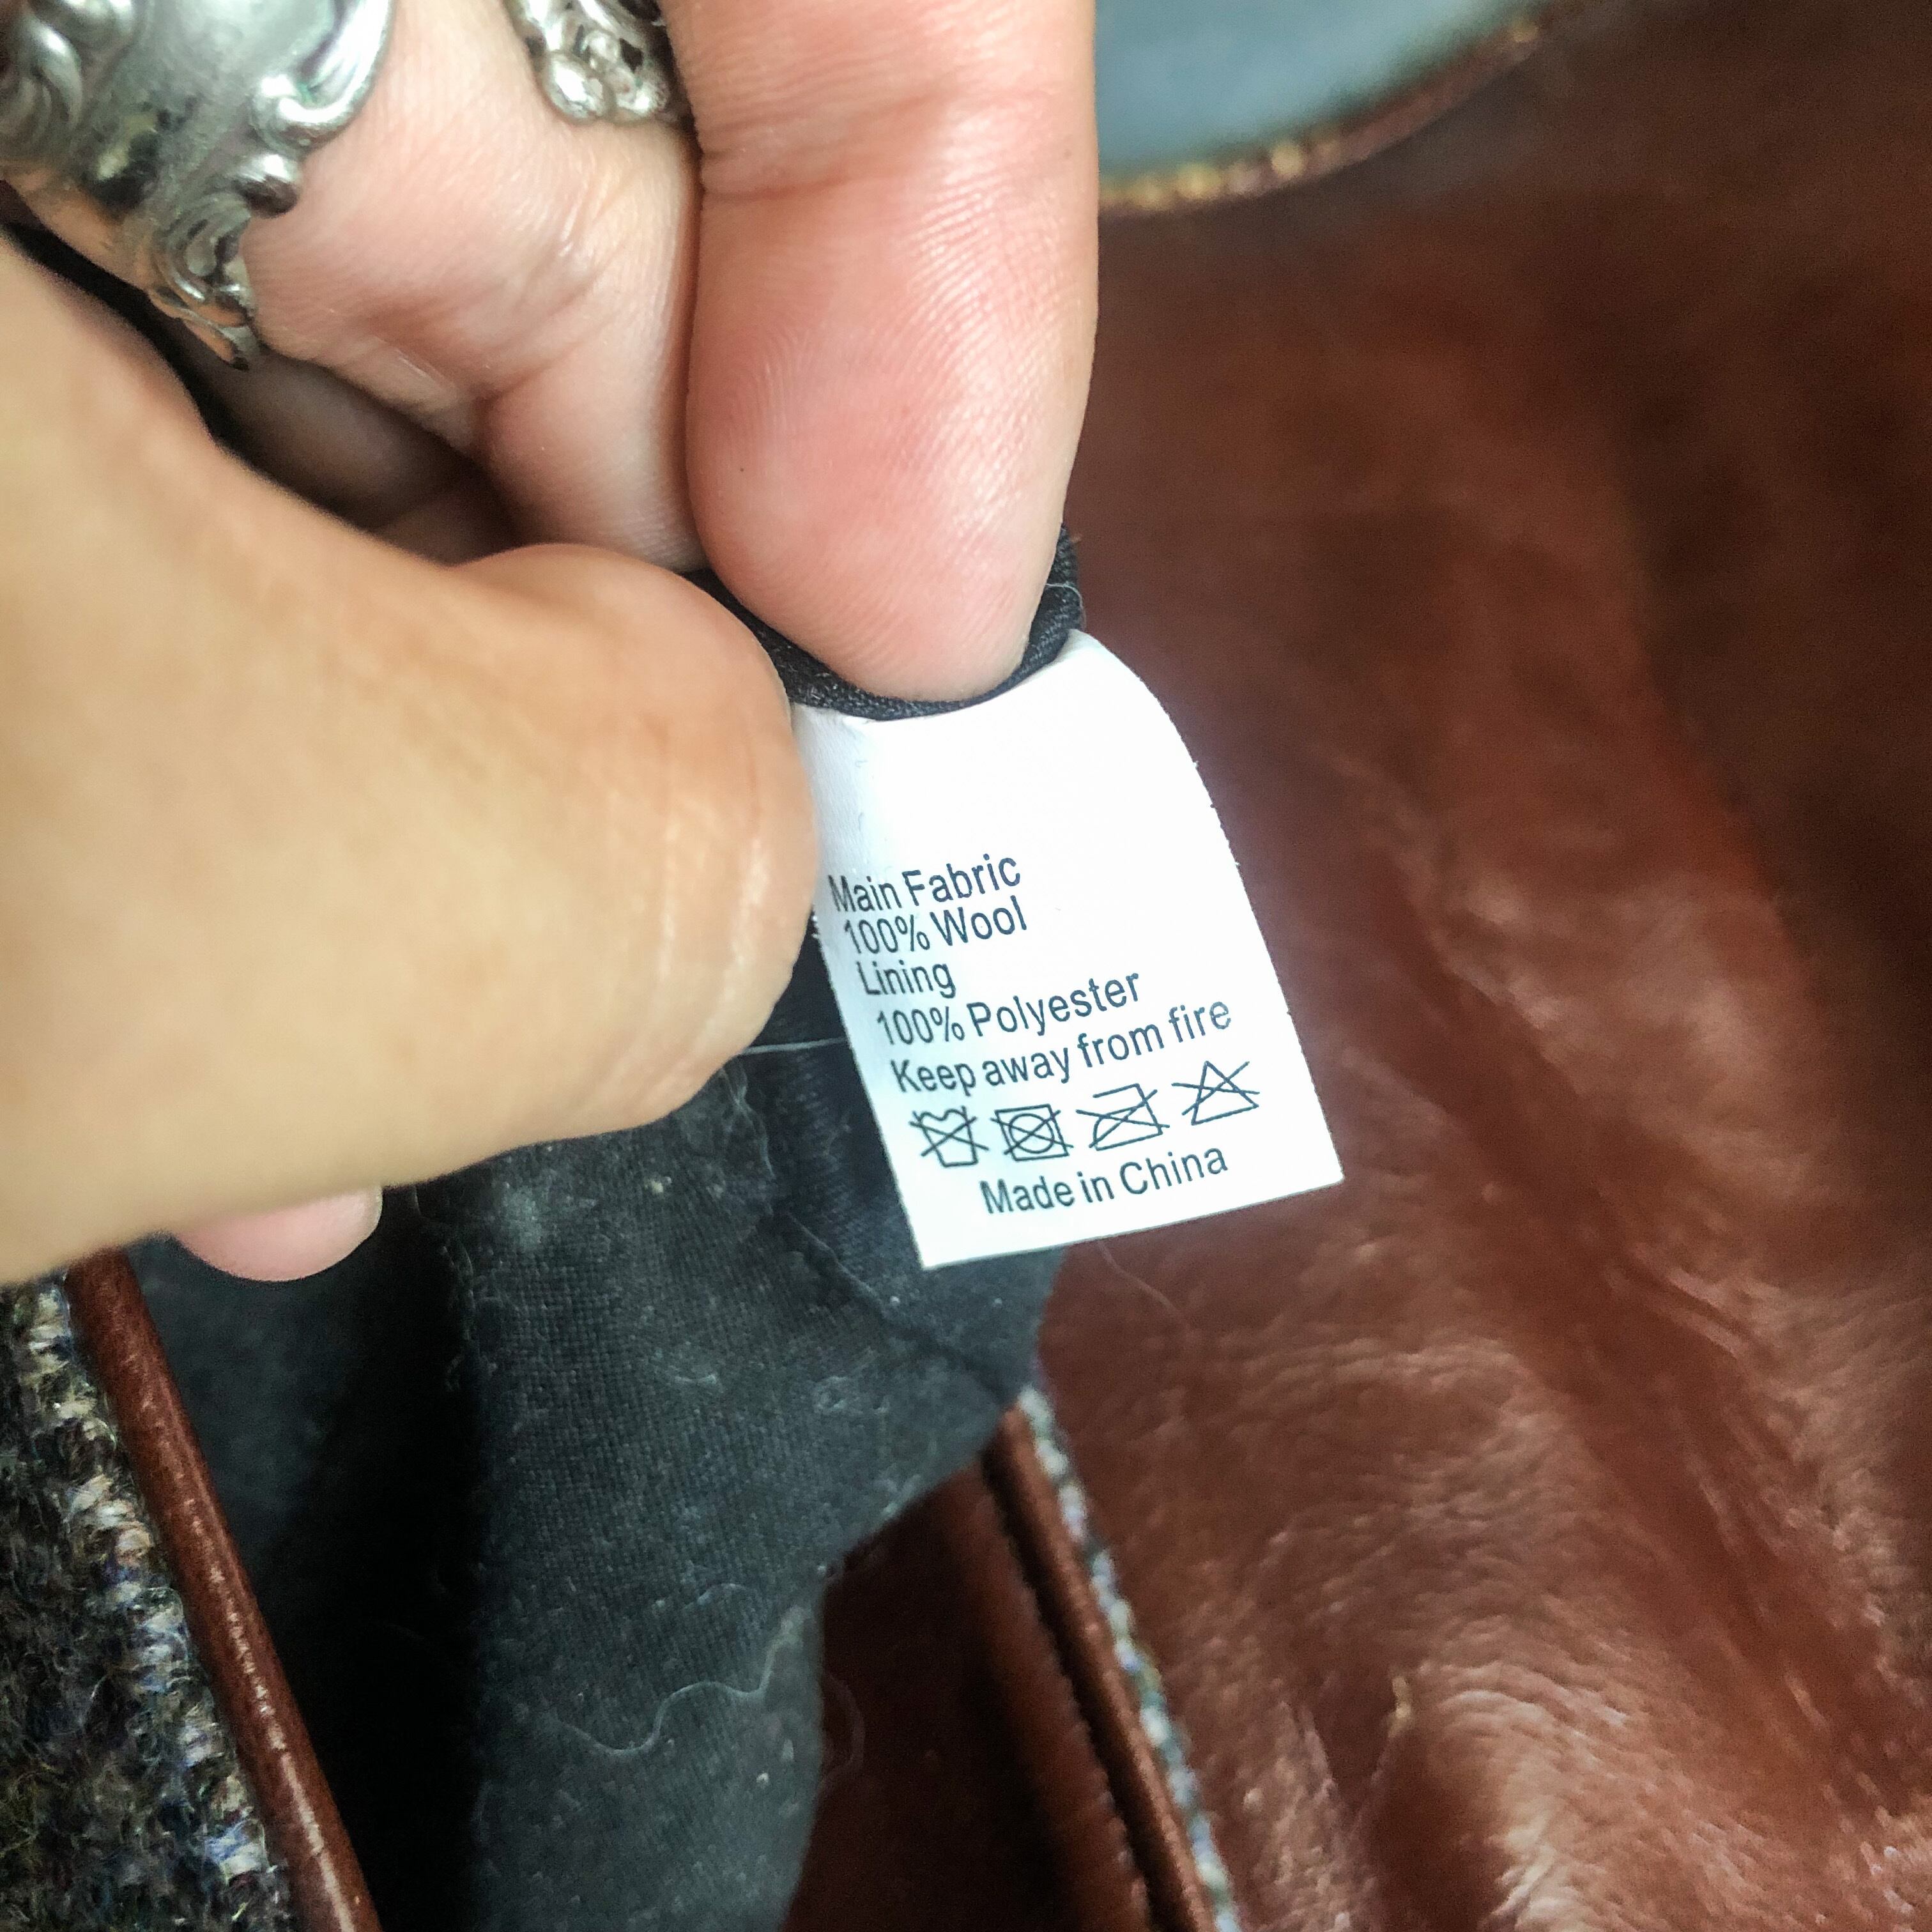 Main Fabric
100% Wool
Lining
100% Polyester
Keep away from fire
Made in China